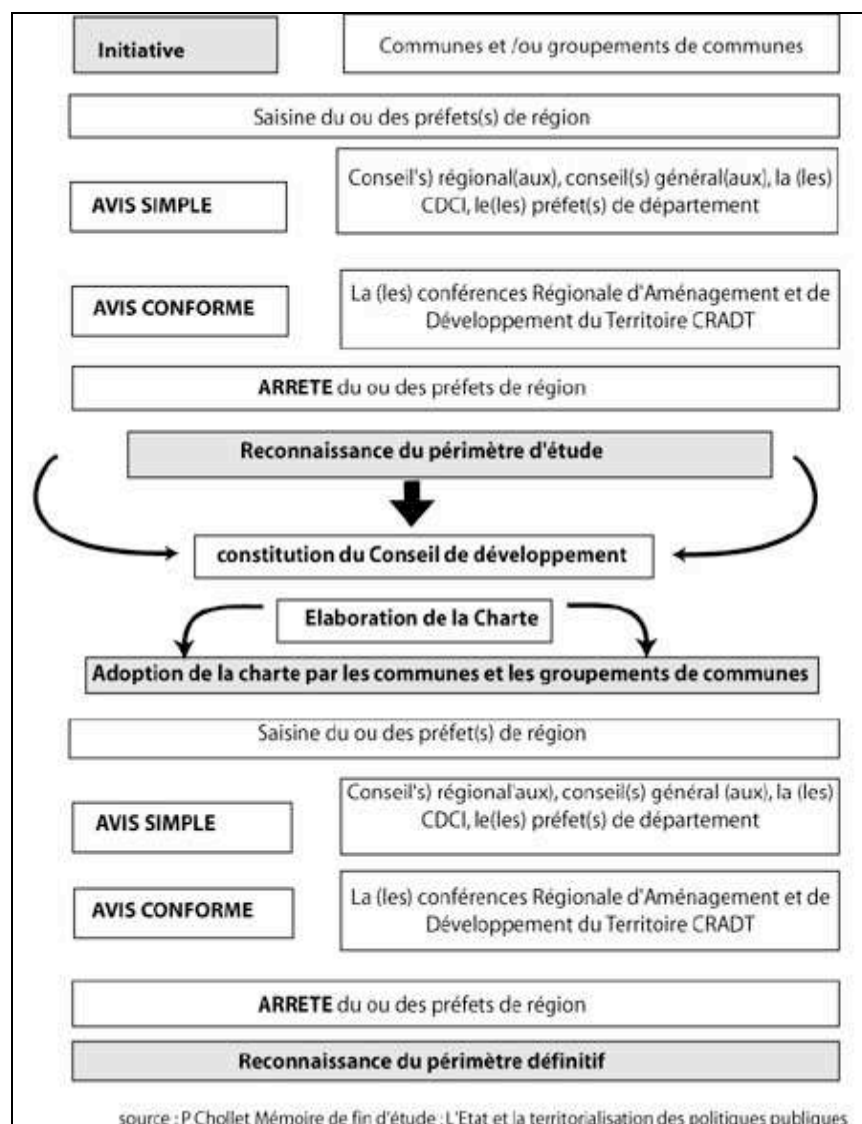 Initiative
Communes et /ou groupements de communes
Saisine du ou des préfets(s) de région
AVIS SIMPLE
Conseil's) régional(aux), conseil(s) général(aux), la (les)
CDCI, le(les) préfet(s) de département
AVIS CONFORME
La (les) conférences Régionale d'Aménagement et de
Développement du Territoire CRADT
ARRETE du ou des préfets de région
Reconnaissance du périmètre d'étude
constitution du Conseil de développement
Elaboration de la Charte
Adoption de la charte par les communes et les groupements de communes
Saisine du ou des préfet(s) de région
AVIS SIMPLE
Conseil's) régional'aux), conseil(s) général (aux), la (les)
CDCI, le(les) préfet(s) de département
AVIS CONFORME
La (les) conférences Régionale d'Aménagement et de
Développement du Territoire CRADT
ARRETE du ou des préfets de région
Reconnaissance du périmètre définitif
source : P Chollet Mémoire de fin d'étude : L'Etat et la territorialisation des politiques publiques